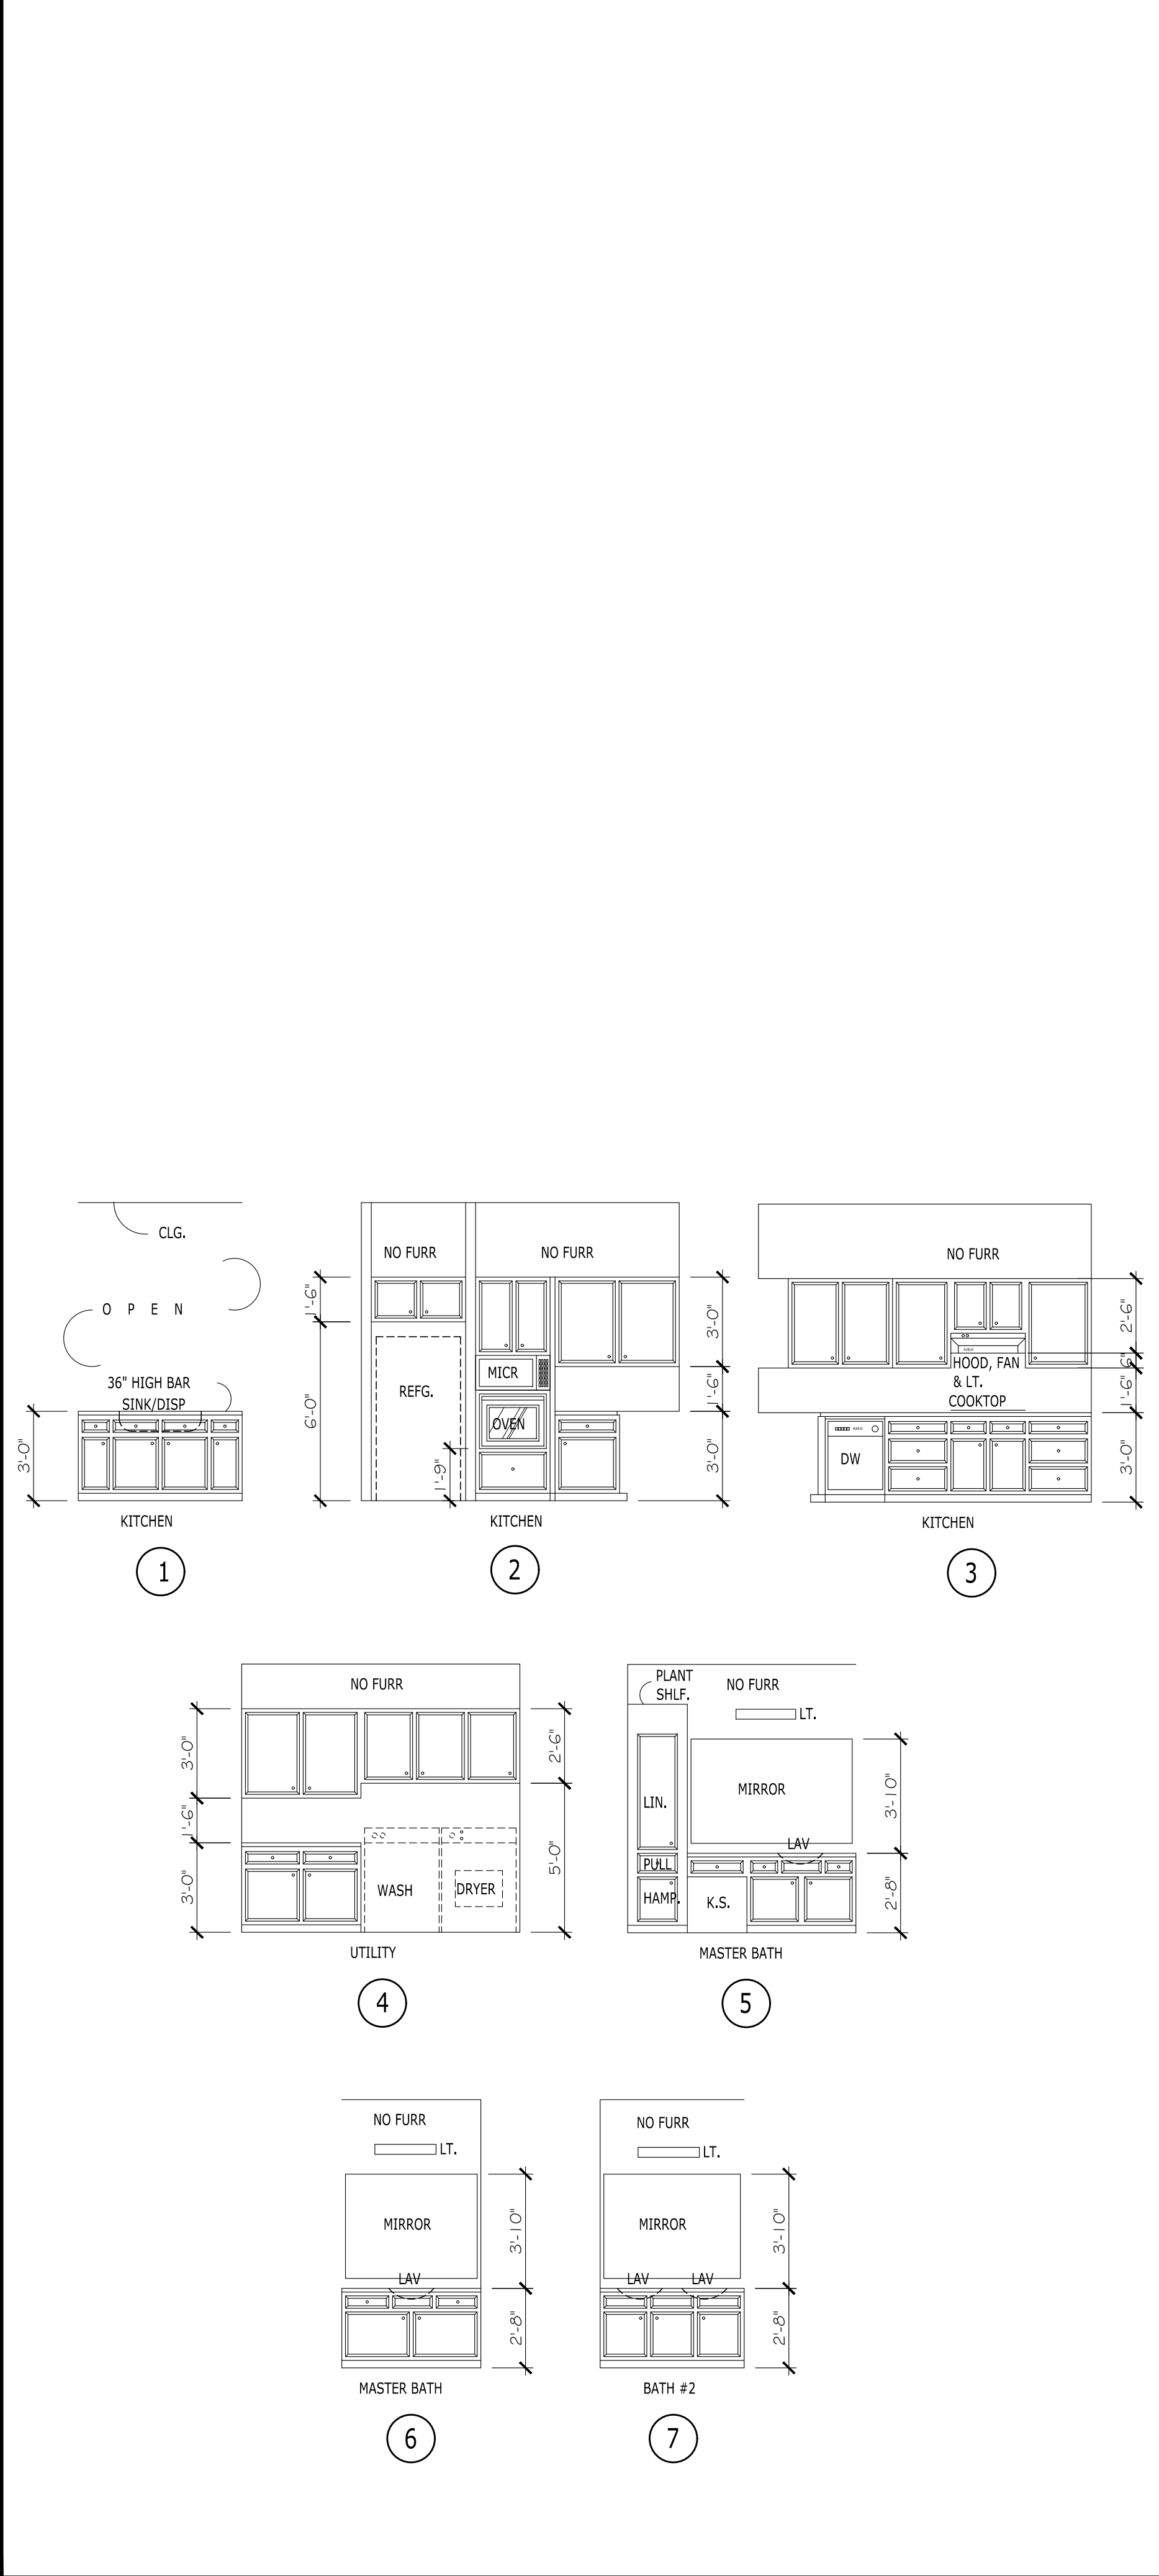 CLG.
O P E N
36" HIGH BAR
SINK/DISP
3'-0"
KITCHEN
1
NO FURR
NO FURR
1'-6"
6'-0"
REFG.
MICR
OVEN
1'-9"
3'-0"
1'-6"
3'-0"
KITCHEN
2
NO FURR
HOOD, FAN
& LT.
COOKTOP
DW
2'-6"
6"
1'-6"
3'-0"
KITCHEN
3
NO FURR
3'-0"
1'-6"
3'-0"
WASH
DRYER
2'-6"
5'-0"
UTILITY
4
PLANT
SHLF.
NO FURR
LT.
MIRROR
LIN.
LAV
PULL
HAMP.
K.S.
3'-10"
2'-8"
MASTER BATH
5
NO FURR
LT.
MIRROR
LAV
3'-10"
2'-8"
MASTER BATH
6
NO FURR
LT.
MIRROR
LAV
LAV
3'-10"
2'-8"
BATH #2
7